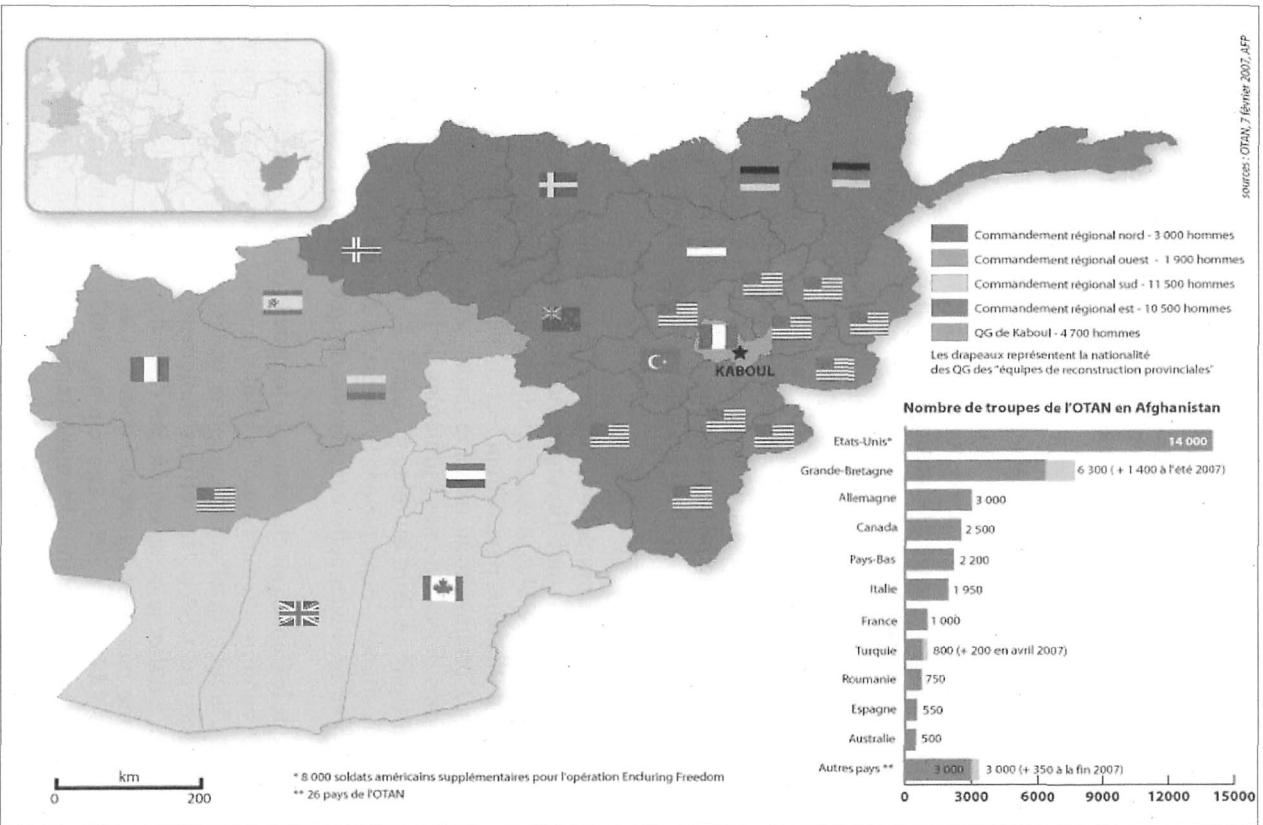 sources : OTAN, 7 février 2007, AFP
Commandement régional nord - 3 000 hommes
Commandement régional ouest - 1 900 hommes
Commandement régional sud - 11 500 hommes
Commandement régional est - 10 500 hommes
QG de Kaboul - 4 700 hommes
Les drapeaux représentent la nationalité
des QG des "équipes de reconstruction provinciales"
KABOUL
Nombre de troupes de l'OTAN en Afghanistan
Etats-Unis* 14 000
Grande-Bretagne 6 300 ( + 1 400 à l'été 2007)
Allemagne 3 000
Canada 2 500
Pays-Bas 2 200
Italie 1 950
France 1 000
Turquie 800 (+ 200 en avril 2007)
Roumanie 750
Espagne 550
Australie 500
Autres pays ** 3 000 3 000 (+ 350 à la fin 2007)
0 3000 6000 9000 12000 15000
km
0 200
* 8 000 soldats américains supplémentaires pour l'opération Enduring Freedom
** 26 pays de l'OTAN